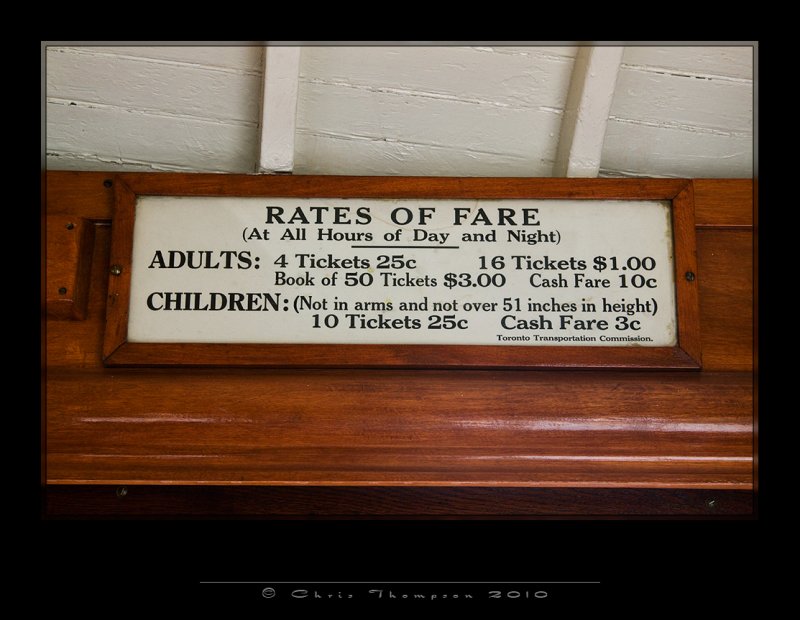 RATES OF FARE
(At All Hours of Day and Night)
ADULTS: 4 Tickets 25c 16 Tickets $1.00
Book of 50 Tickets $3.00 Cash Fare 10c
CHILDREN: (Not in arms and not over 51 inches in height)
10 Tickets 25c Cash Fare 3c
Toronto Transportation Commission.
© Chris Thompson 2010